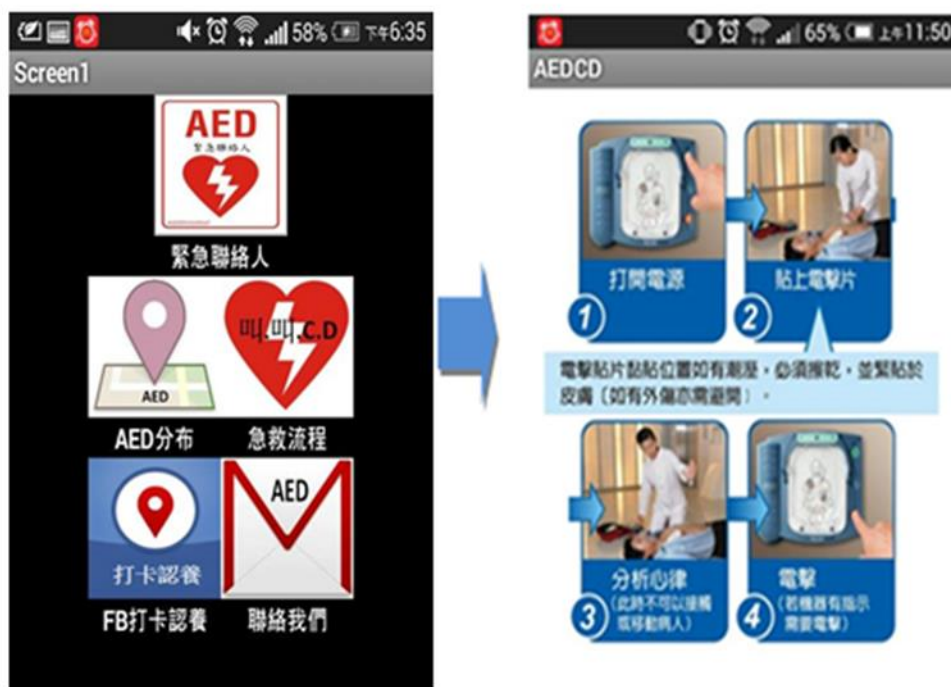 58% 下午6:35
Screen1
AED
緊急聯絡人
緊急聯絡人
AED
叫.叫.C.D
AED分布
急救流程
打卡認養
AED
FB打卡認養
聯絡我們
65% 上午11:50
AEDCD
打開電源
1
貼上電擊片
2
電擊貼片黏貼位置如有潮溼，必須擦乾，並緊貼於
皮膚（如有外傷亦需避開）。
分析心律
（此時不可以接觸
或移動病人）
3
電擊
（若機器有指示
需要電擊）
4